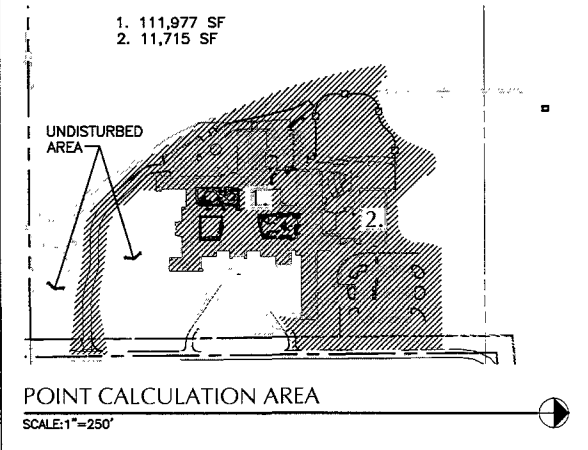 1. 111,977 SF
2. 11,715 SF
UNDISTURBED
AREA
1.
2.
POINT CALCULATION AREA
SCALE:1"=250'